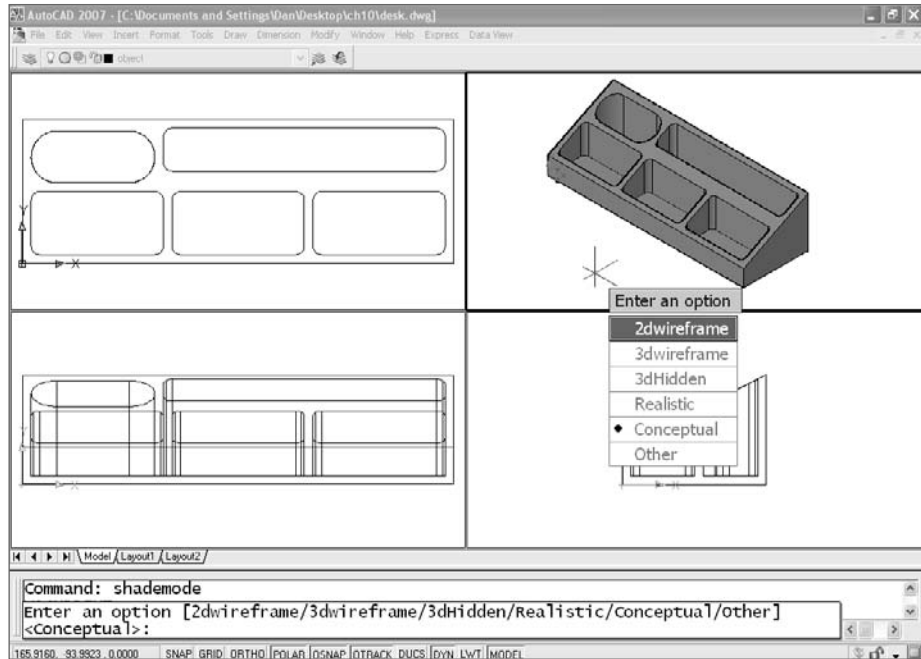 AutoCAD 2007 - [C:\Documents and Settings\Dan\Desktop\ch10\desk.dwg]
File Edit View Insert Format Tools Draw Dimension Modify Window Help Express Data View
object
Y
X
X
Enter an option
2dwireframe
3dwireframe
3dHidden
Realistic
Conceptual
Other
Model Layout1 Layout2
Command: shademode
Enter an option [2dwireframe/3dwireframe/3dHidden/Realistic/Conceptual/Other]
<Conceptual>:
165.9160, -93.9923, 0.0000 SNAP GRID ORTHO POLAR OSNAP OTRACK DUCS DYN LWT MODEL